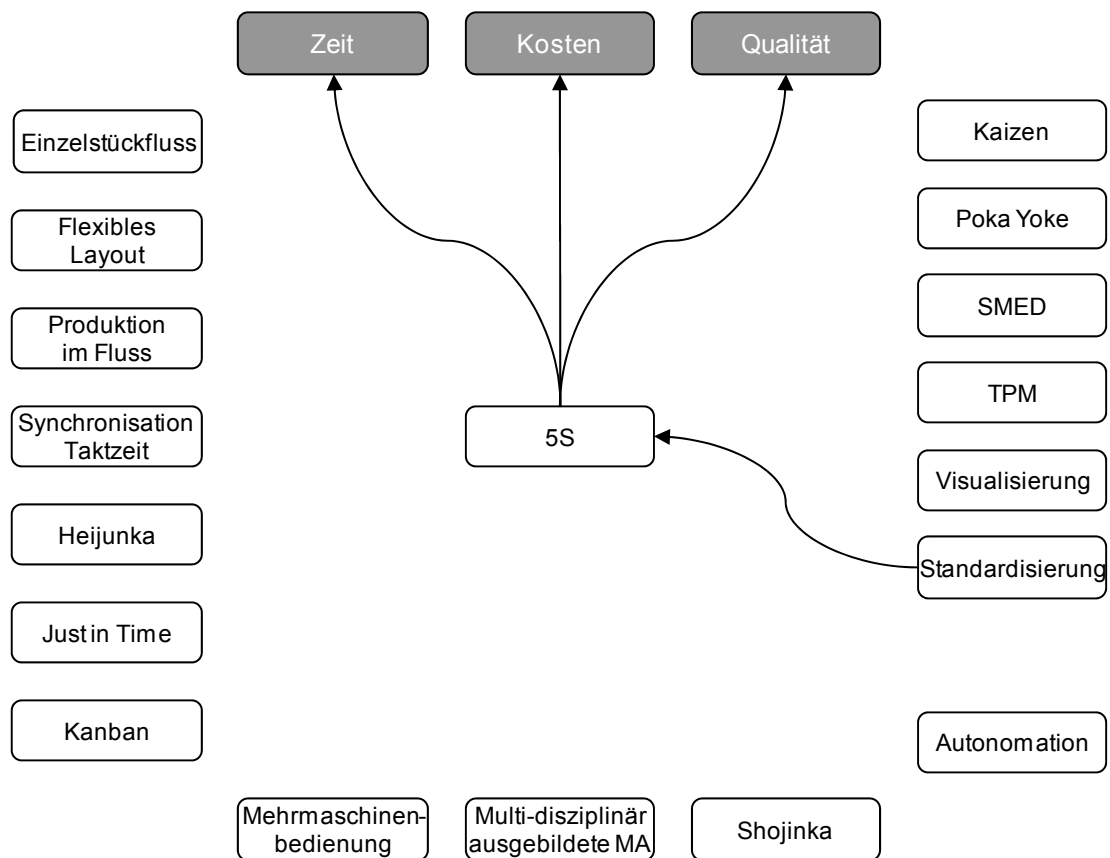 Zeit
Kosten
Qualität
Einzelstückfluss
Flexibles
Layout
Produktion
im Fluss
Synchronisation
Taktzeit
Heijunka
Just in Time
Kanban
5S
Kaizen
Poka Yoke
SMED
TPM
Visualisierung
Standardisierung
Autonomation
Mehrmaschinen-
bedienung
Multi-disziplinär
ausgebildete MA
Shojinka